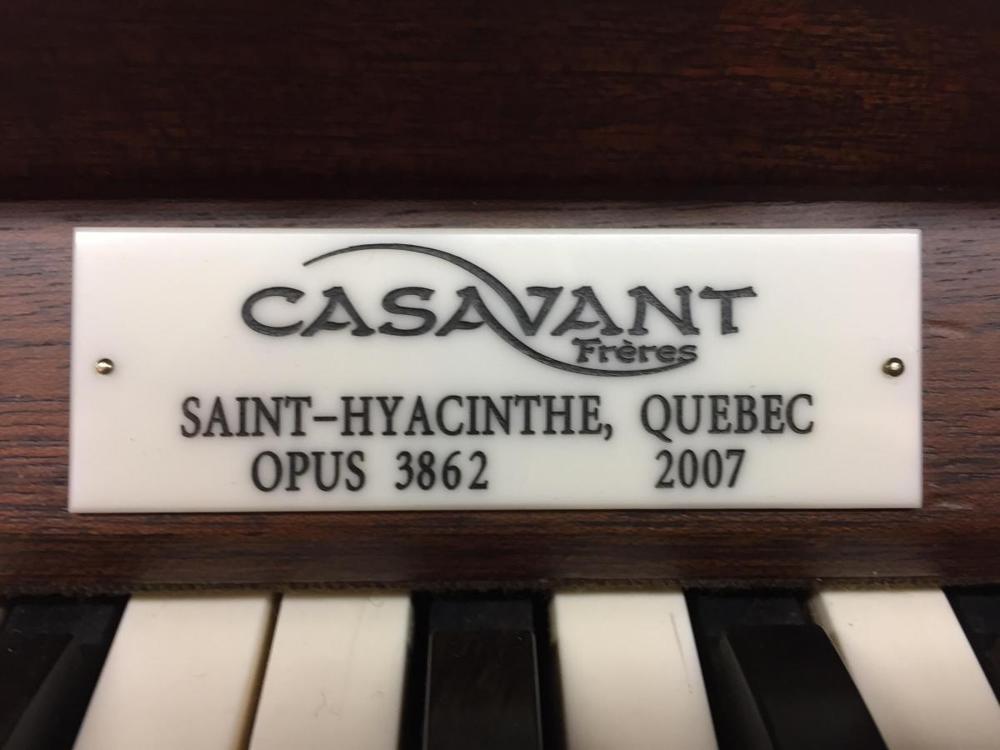 CASAVANT
Frères
SAINT-HYACINTHE, QUEBEC
OPUS 3862 2007